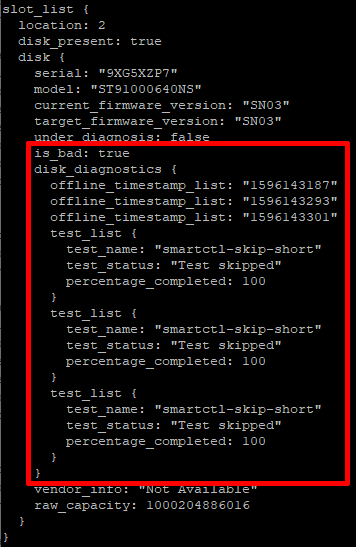 slot_list {
location: 2
disk_present: true
disk {
serial: "9XG5XZP7"
model: "ST91000640NS"
current_firmware_version: "SN03"
target_firmware_version: "SN03"
under_diagnosis: false
is_bad: true
disk_diagnostics {
offline_timestamp_list: "1596143187"
offline_timestamp_list: "1596143293"
offline_timestamp_list: "1596143301"
test_list {
test_name: "smartctl-skip-short"
test_status: "Test skipped"
percentage_completed: 100
}
test_list {
test_name: "smartctl-skip-short"
test_status: "Test skipped"
percentage_completed: 100
}
test_list {
test_name: "smartctl-skip-short"
test_status: "Test skipped"
percentage_completed: 100
}
}
vendor_info: "Not Available"
raw_capacity: 1000204886016
}
}